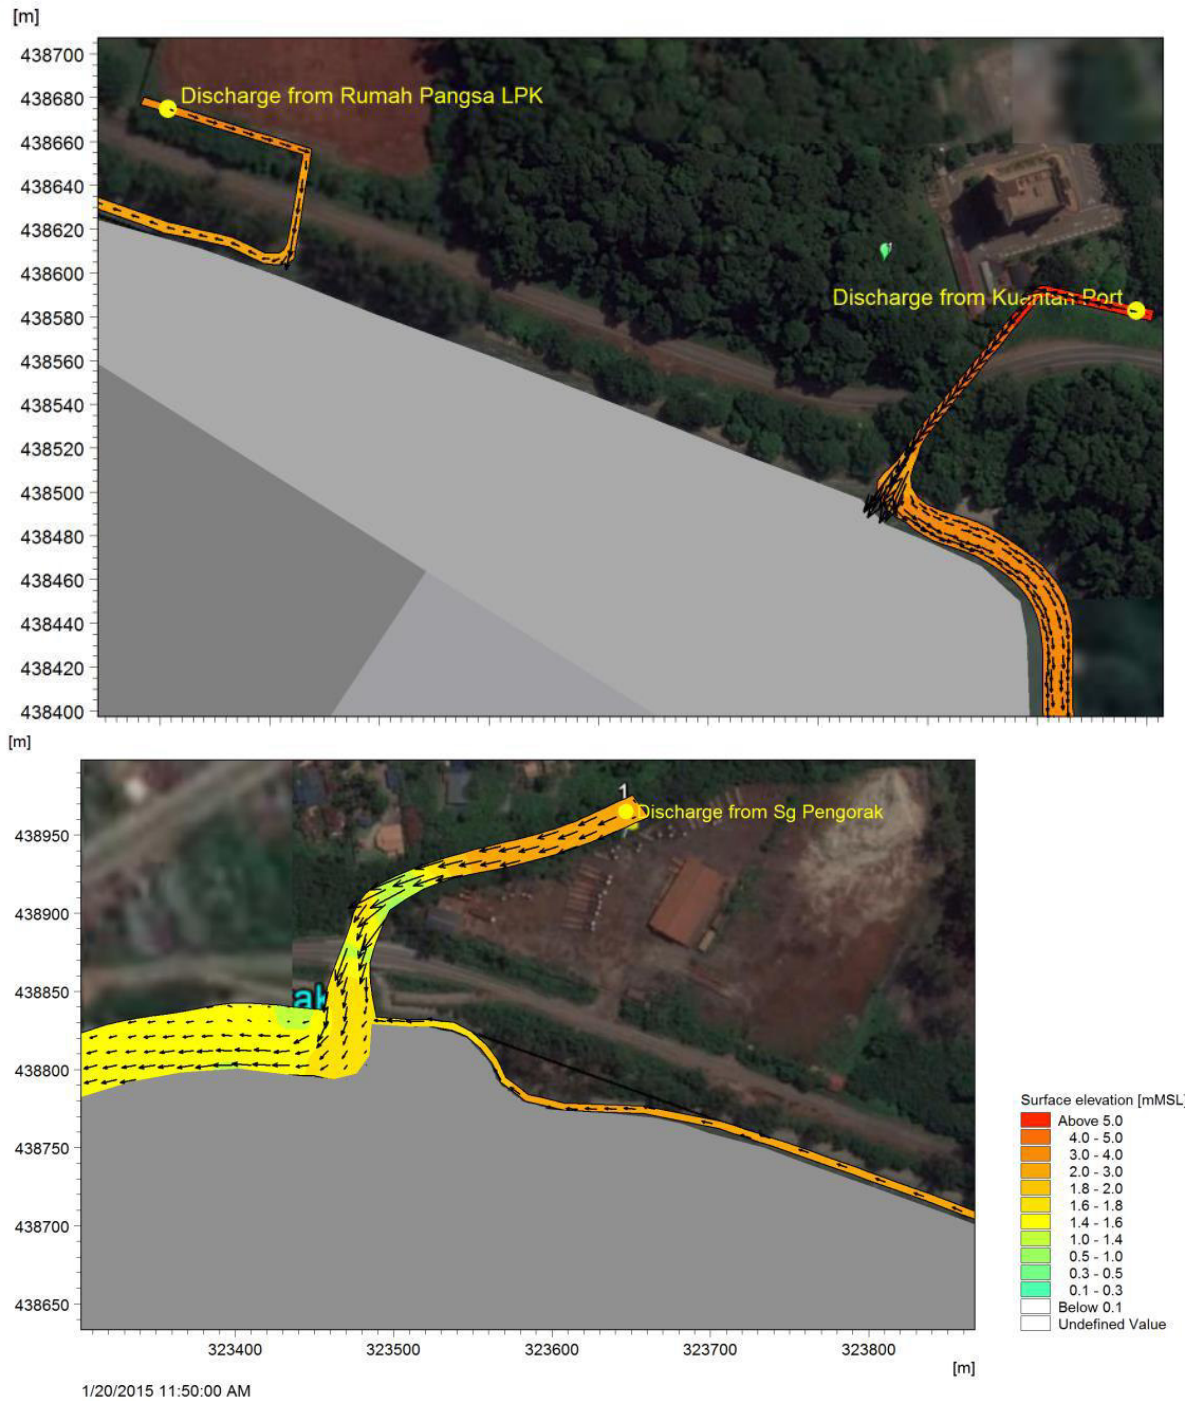 [m]
438700
438680
438660
438640
438620
438600
438580
438560
438540
438520
438500
438480
438460
438440
438420
438400
Discharge from Rumah Pangsa LPK
Discharge from Kuantan Port
[m]
438950
438900
438850
438800
438750
438700
438650
1
Discharge from Sg Pengorak
ak
323400
323500
323600
323700
323800
[m]
1/20/2015 11:50:00 AM
Surface elevation [mMSL]
Above 5.0
4.0 - 5.0
3.0 - 4.0
2.0 - 3.0
1.8 - 2.0
1.6 - 1.8
1.4 - 1.6
1.0 - 1.4
0.5 - 1.0
0.3 - 0.5
0.1 - 0.3
Below 0.1
Undefined Value